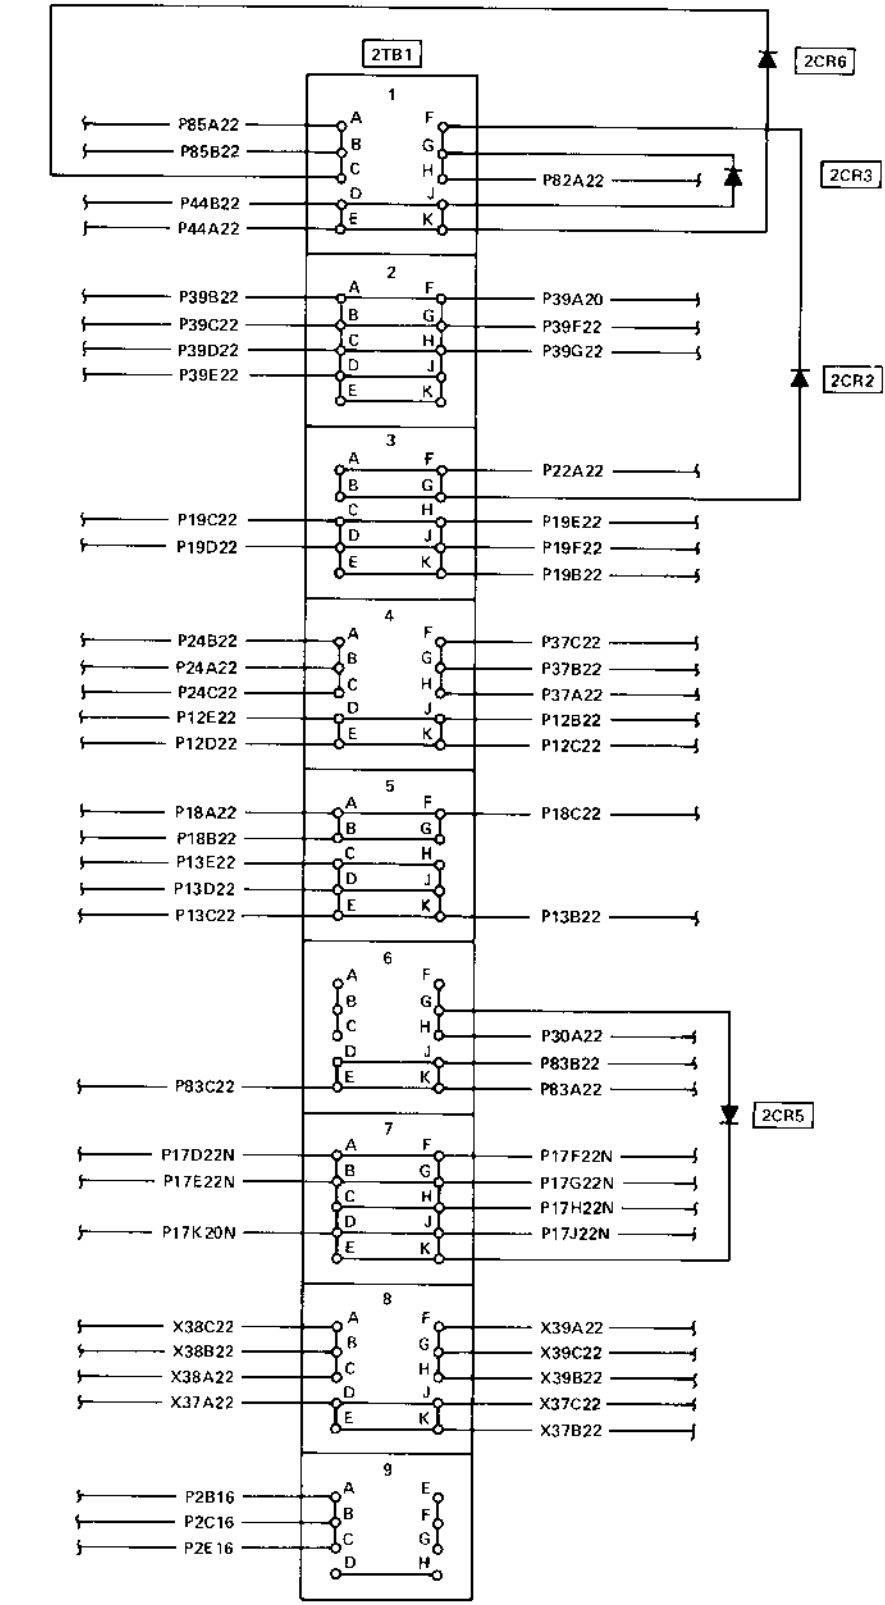 2TB1
2CR6
1
A F
P85A22
B G
P85B22
C H
P82A22
2CR3
D J
P44B22
E K
P44A22
2
A F
P39B22 P39A20
B G
P39C22 P39F22
C H
P39D22 P39G22
D J
P39E22
2CR2
E K
3
A F
P22A22
B G
C H
P19C22 P19E22
D J
P19D22 P19F22
E K
P19B22
4
A F
P24B22 P37C22
B G
P24A22 P37B22
C H
P24C22 P37A22
D J
P12E22 P12B22
E K
P12D22 P12C22
5
A F
P18A22 P18C22
B G
P18B22
C H
P13E22
D J
P13D22
E K
P13C22 P13B22
6
A F
B G
C H
P30A22
D J
P83B22
E K
P83C22 P83A22
2CR5
7
A F
P17D22N P17F22N
B G
P17E22N P17G22N
C H
P17H22N
D J
P17K20N P17J22N
E K
8
A F
X38C22 X39A22
B G
X38B22 X39C22
C H
X38A22 X39B22
D J
X37A22 X37C22
E K
X37B22
9
A E
P2B16
B F
P2C16
C G
P2E16
D H